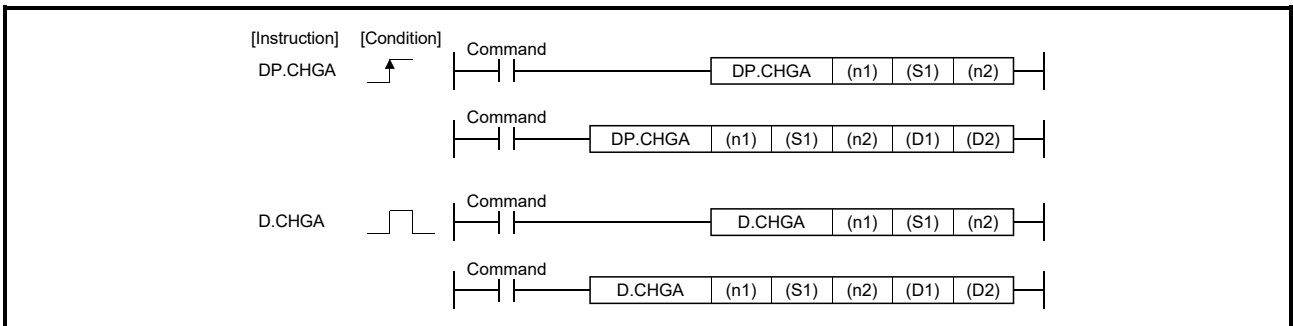 [Instruction] [Condition]
Command
DP.CHGA DP.CHGA (n1) (S1) (n2)
Command
DP.CHGA (n1) (S1) (n2) (D1) (D2)
Command
D.CHGA D.CHGA (n1) (S1) (n2)
Command
D.CHGA (n1) (S1) (n2) (D1) (D2)